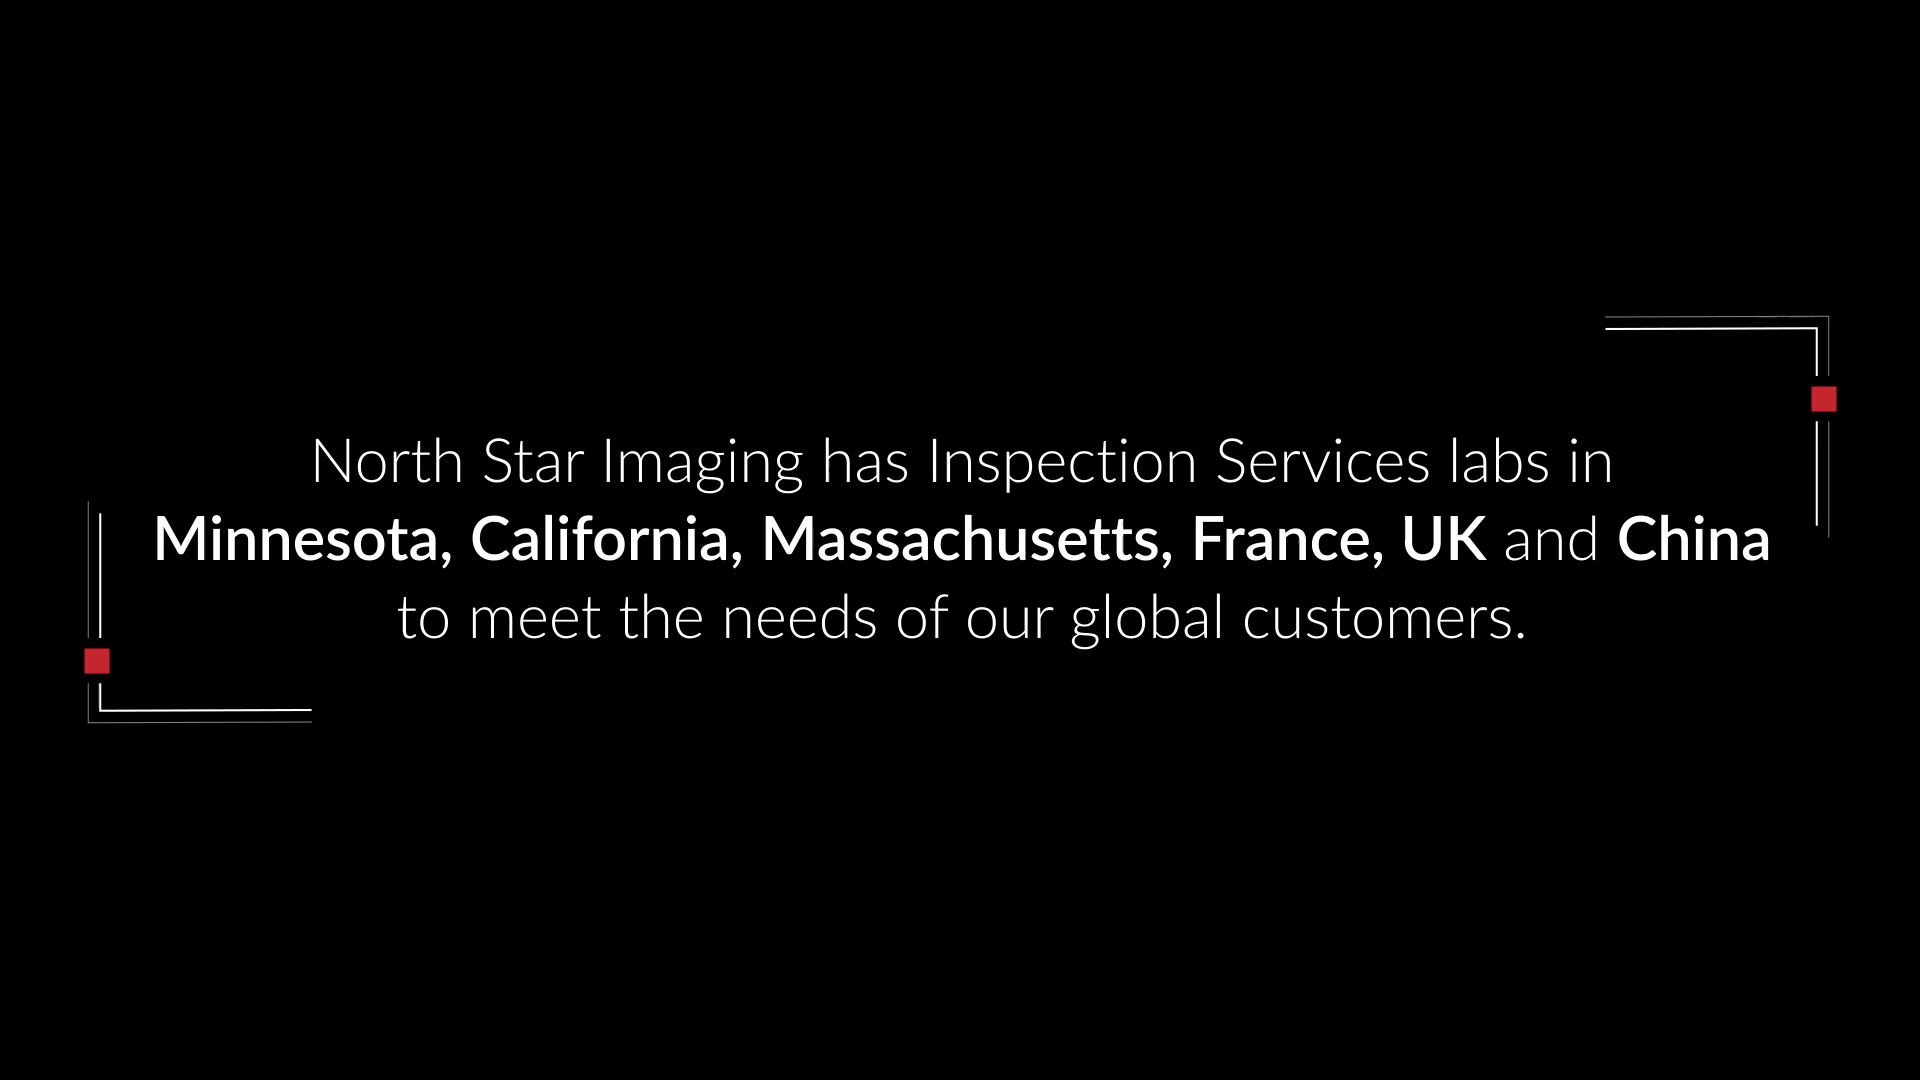 North Star Imaging has Inspection Services labs in
Minnesota, California, Massachusetts, France, UK and China
to meet the needs of our global customers.